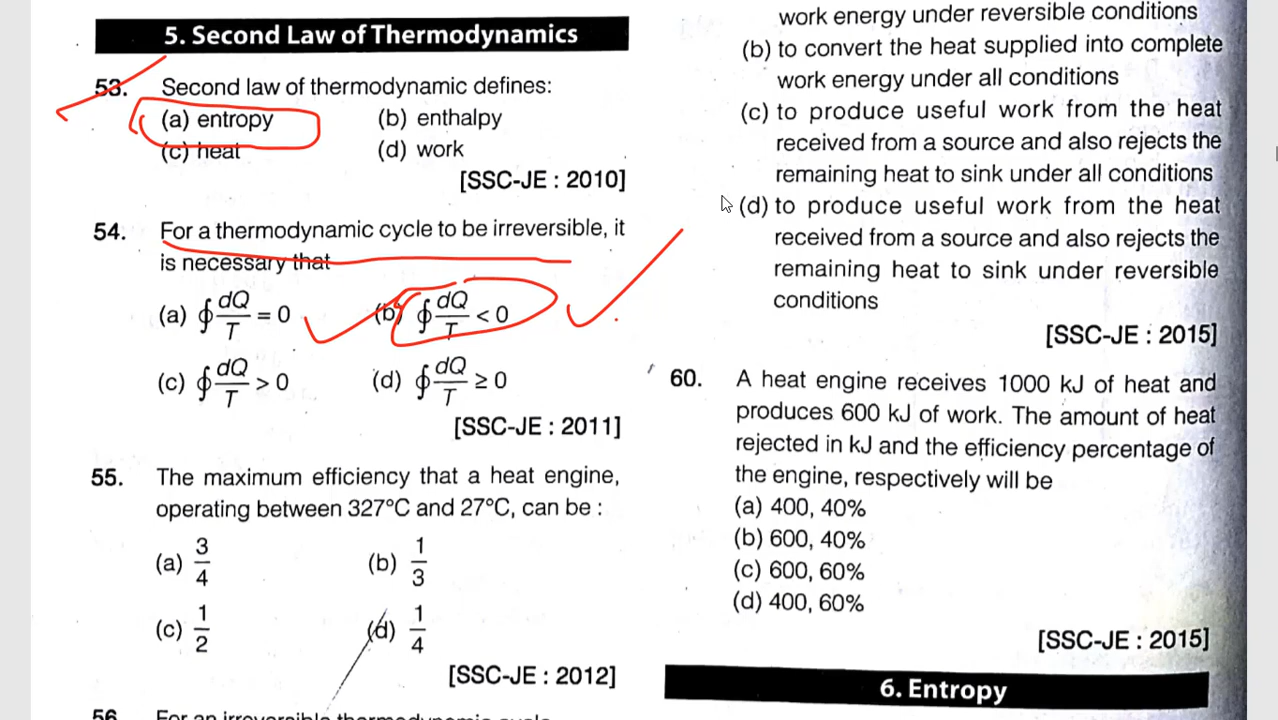 5. Second Law of Thermodynamics
53. Second law of thermodynamic defines:
(a) entropy (b) enthalpy
(c) heat (d) work
[SSC-JE : 2010]
54. For a thermodynamic cycle to be irreversible, it
is necessary that
(a) ∮ dQ/T = 0 (b) ∮ dQ/T < 0
(c) ∮ dQ/T > 0 (d) ∮ dQ/T ≥ 0
[SSC-JE : 2011]
55. The maximum efficiency that a heat engine,
operating between 327°C and 27°C, can be :
(a) 3/4 (b) 1/3
(c) 1/2 (d) 1/4
[SSC-JE : 2012]
56. For an irreversible thermodynamic cycle
work energy under reversible conditions
(b) to convert the heat supplied into complete
work energy under all conditions
(c) to produce useful work from the heat
received from a source and also rejects the
remaining heat to sink under all conditions
(d) to produce useful work from the heat
received from a source and also rejects the
remaining heat to sink under reversible
conditions
[SSC-JE : 2015]
60. A heat engine receives 1000 kJ of heat and
produces 600 kJ of work. The amount of heat
rejected in kJ and the efficiency percentage of
the engine, respectively will be
(a) 400, 40%
(b) 600, 40%
(c) 600, 60%
(d) 400, 60%
[SSC-JE : 2015]
6. Entropy